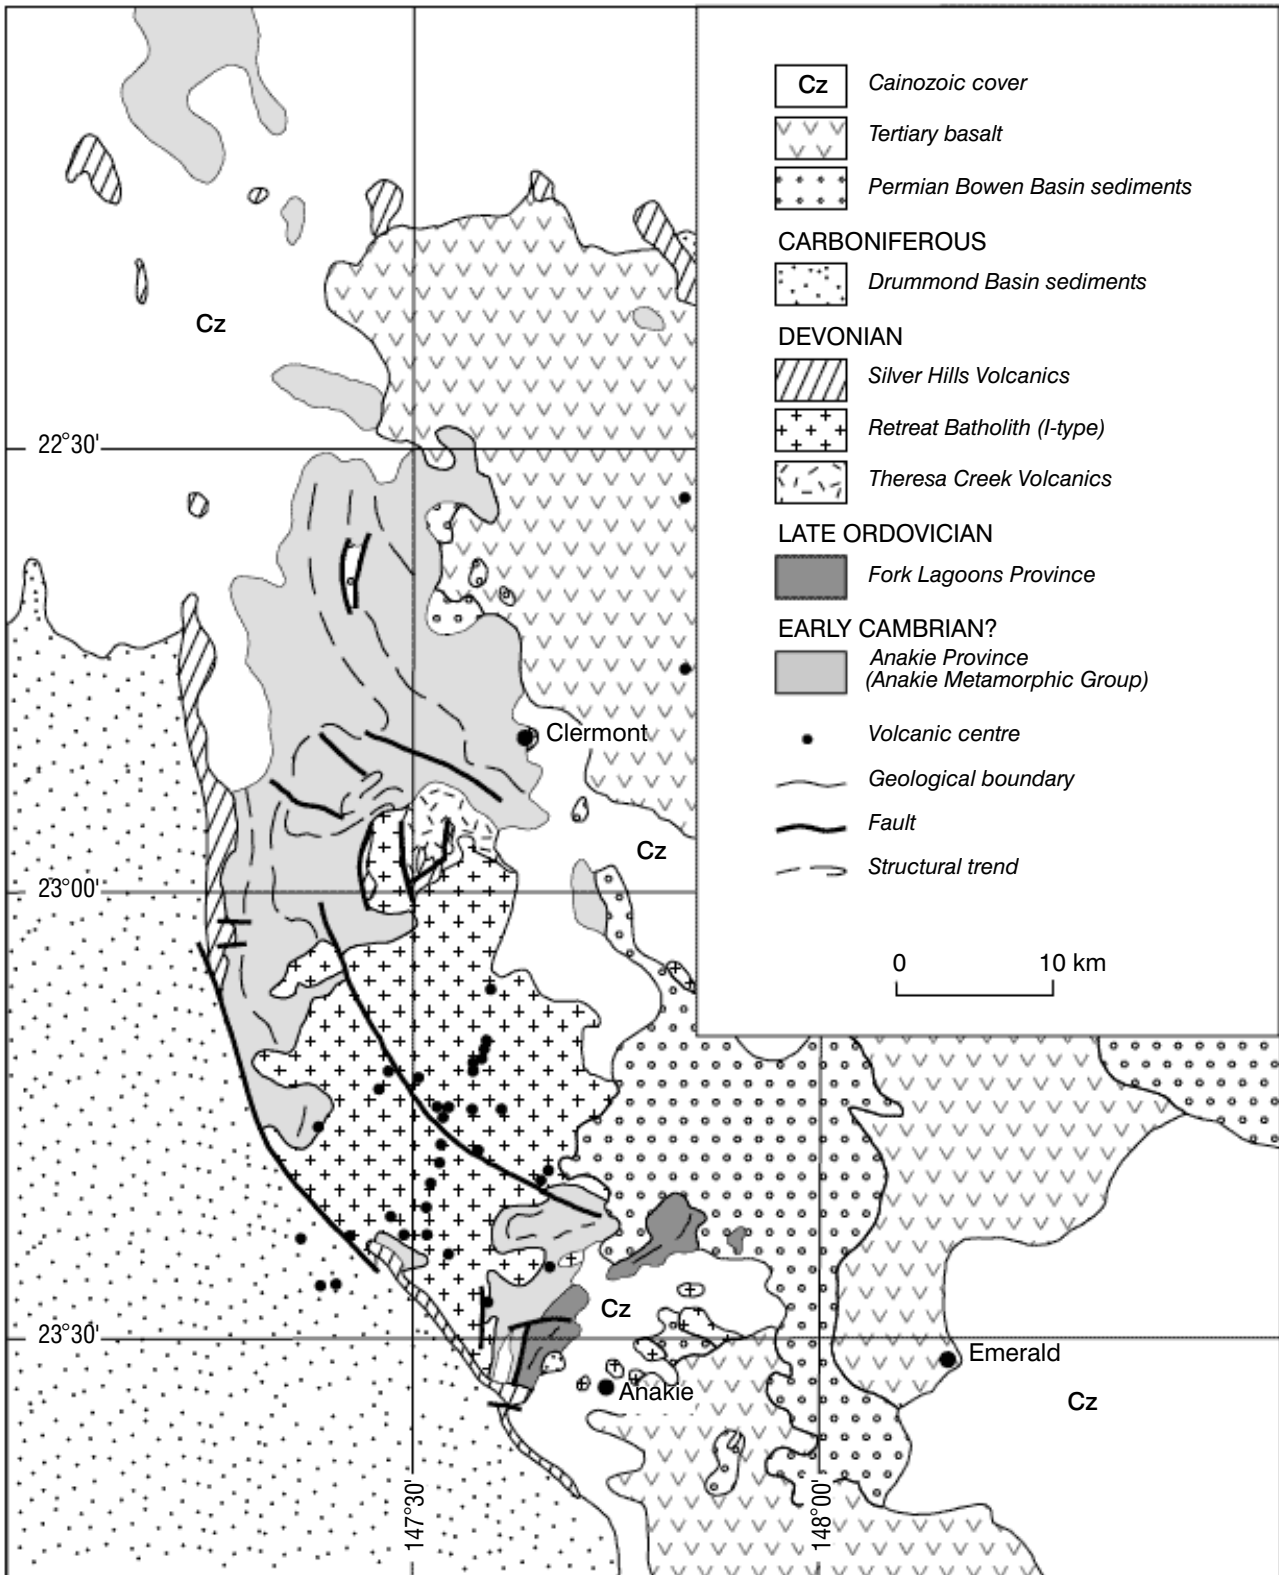 Cz Cainozoic cover
Tertiary basalt
Permian Bowen Basin sediments
CARBONIFEROUS
Drummond Basin sediments
DEVONIAN
Silver Hills Volcanics
Retreat Batholith (I-type)
Theresa Creek Volcanics
LATE ORDOVICIAN
Fork Lagoons Province
EARLY CAMBRIAN?
Anakie Province
(Anakie Metamorphic Group)
Volcanic centre
Geological boundary
Fault
Structural trend
0 10 km
Cz
22°30'
Clermont
Cz
23°00'
Cz
23°30'
Emerald
Anakie
Cz
147°30'
148°00'